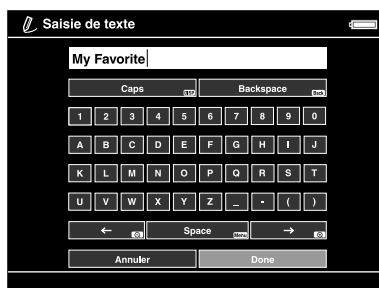 Saisie de texte
My Favorite
Caps DISP Backspace Back
1 2 3 4 5 6 7 8 9 0
A B C D E F G H I J
K L M N O P Q R S T
U V W X Y Z _ - ( )
← Space Menu →
Annuler Done